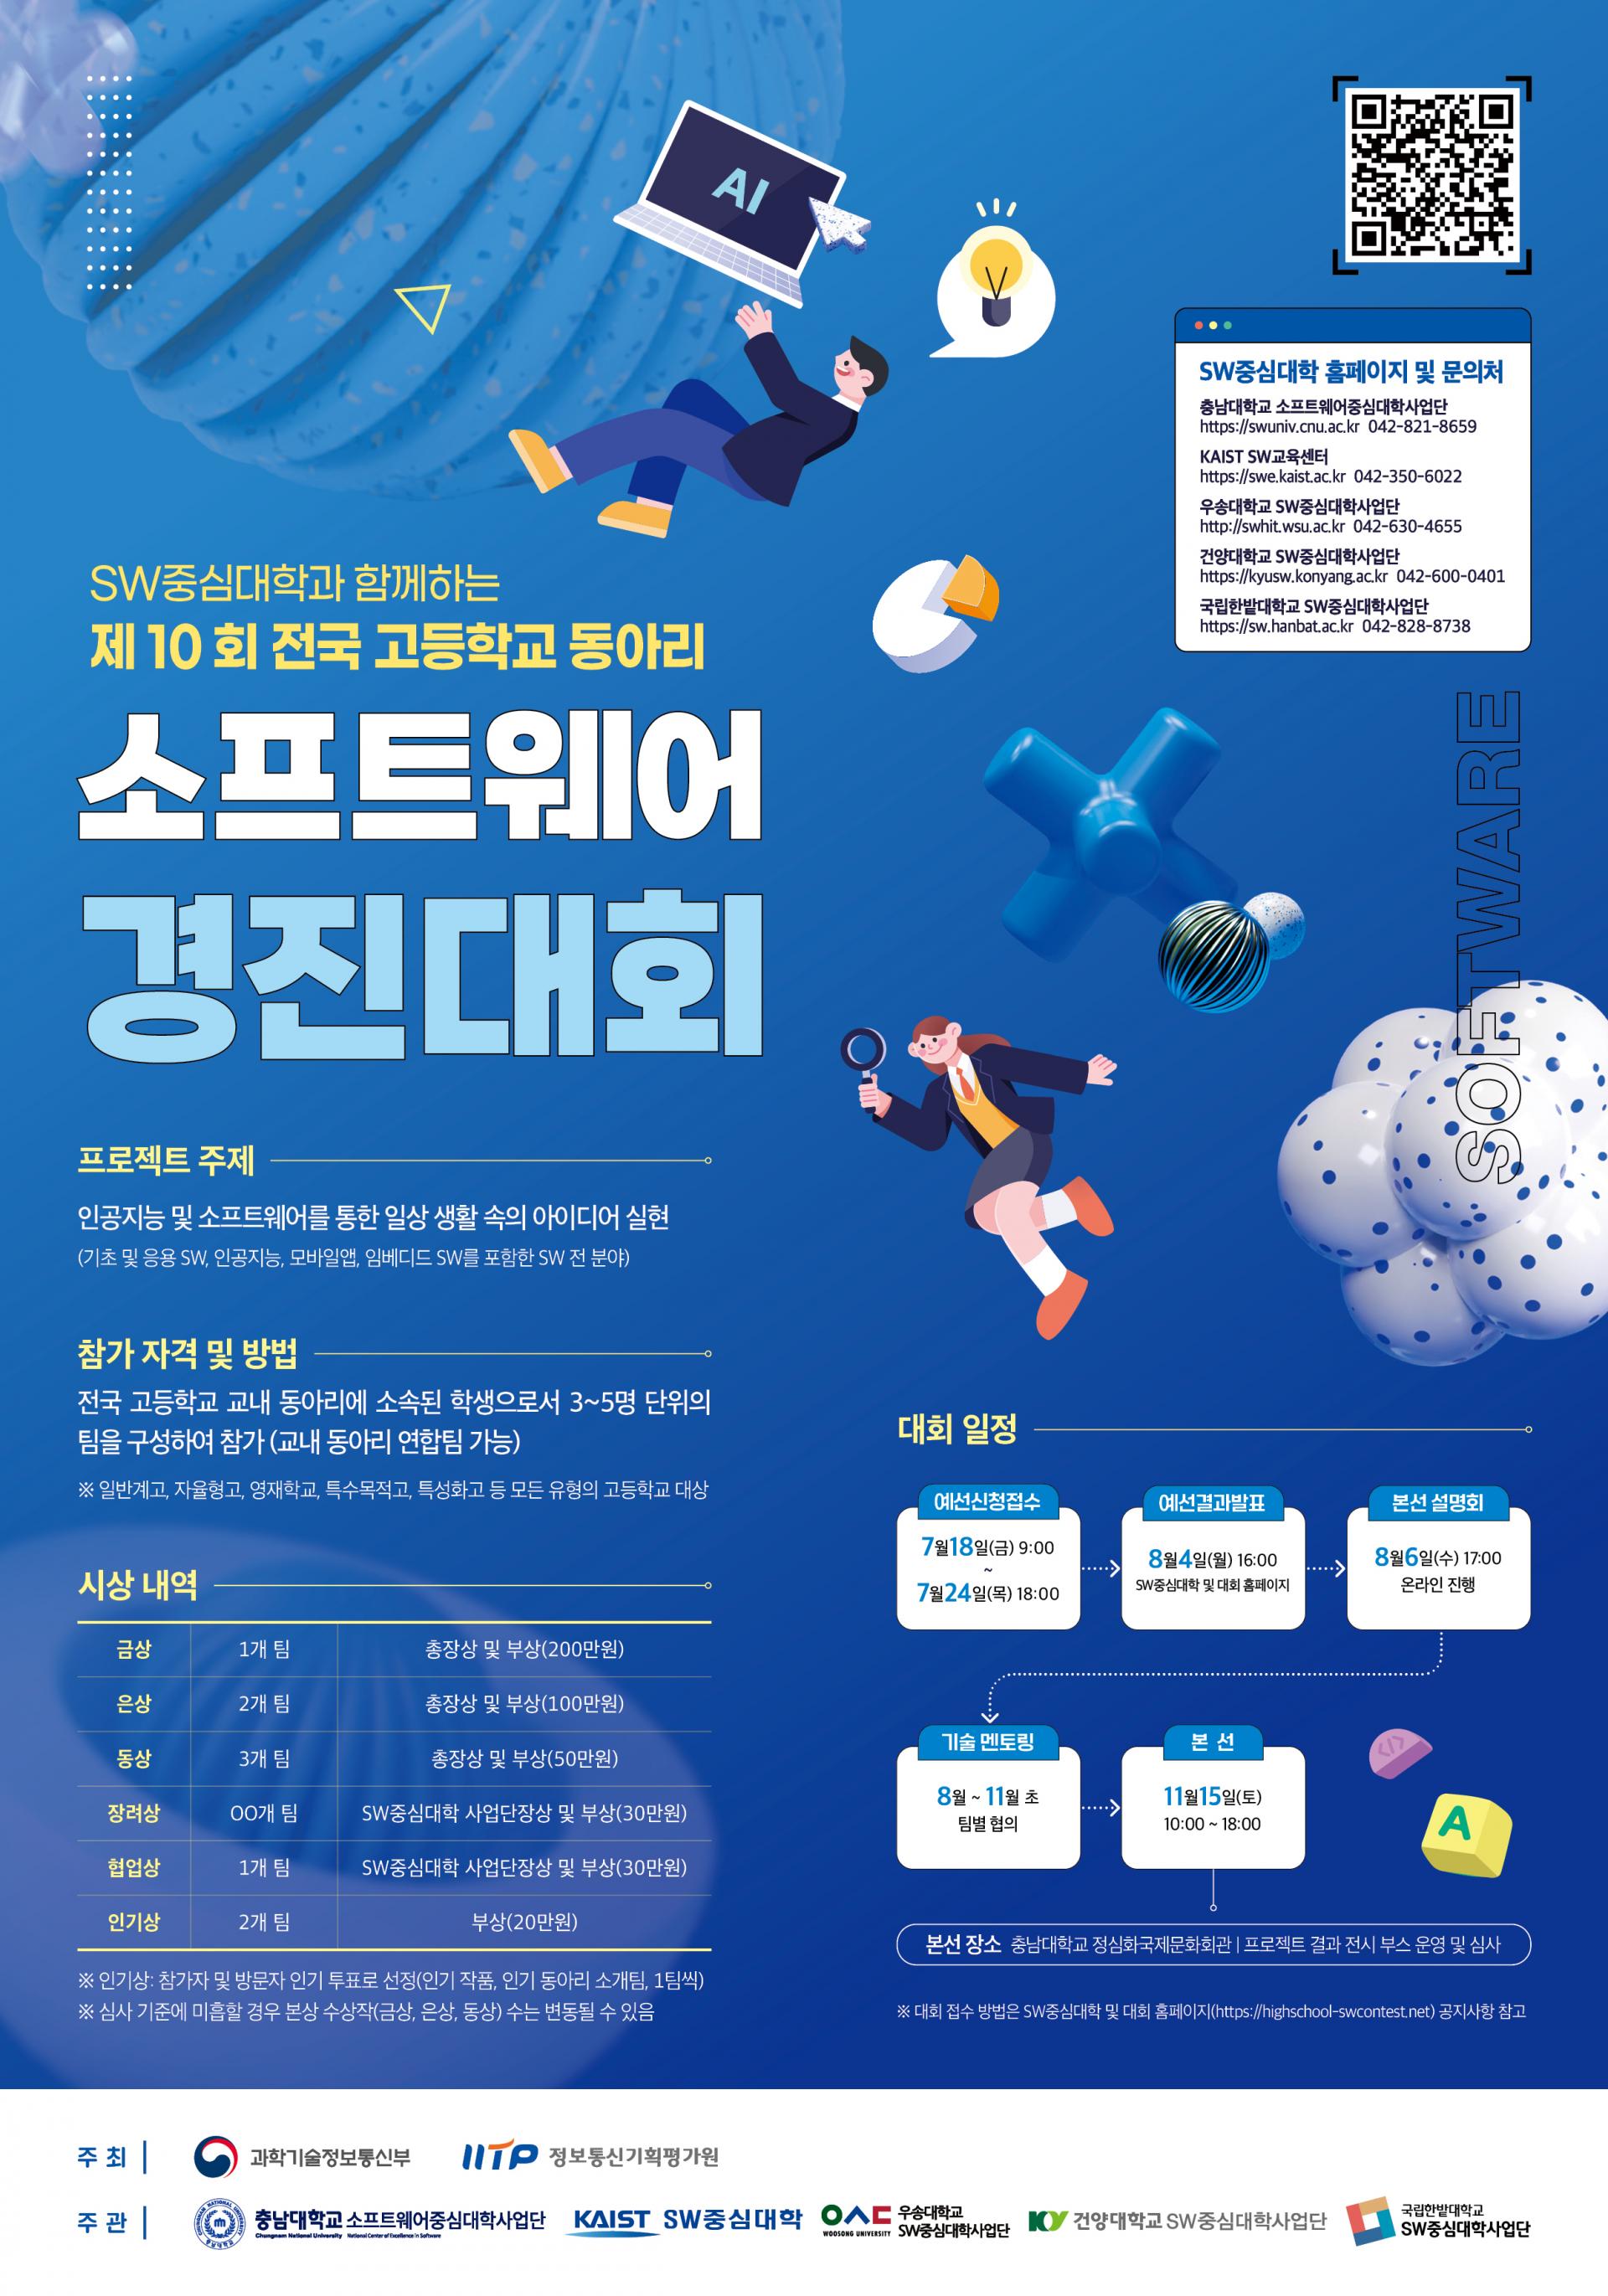 AI
SW중심대학 홈페이지 및 문의처
충남대학교 소프트웨어중심대학사업단
https://swuniv.cnu.ac.kr 042-821-8659
KAIST SW교육센터
https://swe.kaist.ac.kr 042-350-6022
우송대학교 SW중심대학사업단
http://swhit.wsu.ac.kr 042-630-4655
건양대학교 SW중심대학사업단
https://kyusw.konyang.ac.kr 042-600-0401
국립한밭대학교 SW중심대학사업단
https://sw.hanbat.ac.kr 042-828-8738
SW중심대학과 함께하는
제 10 회 전국 고등학교 동아리
소프트웨어
경진대회
SOFTWARE
프로젝트 주제
인공지능 및 소프트웨어를 통한 일상 생활 속의 아이디어 실현
(기초 및 응용 SW, 인공지능, 모바일앱, 임베디드 SW를 포함한 SW 전 분야)
참가 자격 및 방법
전국 고등학교 교내 동아리에 소속된 학생으로서 3~5명 단위의
팀을 구성하여 참가 (교내 동아리 연합팀 가능)
※ 일반계고, 자율형고, 영재학교, 특수목적고, 특성화고 등 모든 유형의 고등학교 대상
시상 내역
금상 1개 팀 총장상 및 부상(200만원)
은상 2개 팀 총장상 및 부상(100만원)
동상 3개 팀 총장상 및 부상(50만원)
장려상 OO개 팀 SW중심대학 사업단장상 및 부상(30만원)
협업상 1개 팀 SW중심대학 사업단장상 및 부상(30만원)
인기상 2개 팀 부상(20만원)
※ 인기상: 참가자 및 방문자 인기 투표로 선정(인기 작품, 인기 동아리 소개팀, 1팀씩)
※ 심사 기준에 미흡할 경우 본상 수상작(금상, 은상, 동상) 수는 변동될 수 있음
대회 일정
예선신청접수
7월18일(금) 9:00
~
7월24일(목) 18:00
예선결과발표
8월4일(월) 16:00
SW중심대학 및 대회 홈페이지
본선 설명회
8월6일(수) 17:00
온라인 진행
기술 멘토링
8월 ~ 11월 초
팀별 협의
본 선
11월15일(토)
10:00 ~ 18:00
</>
A
본선 장소 충남대학교 정심화국제문화회관 | 프로젝트 결과 전시 부스 운영 및 심사
※ 대회 접수 방법은 SW중심대학 및 대회 홈페이지(https://highschool-swcontest.net) 공지사항 참고
주 최 과학기술정보통신부 IITP 정보통신기획평가원
주 관 충남대학교 소프트웨어중심대학사업단
Chungnam National University National Center of Excellence in Software
KAIST SW중심대학
WOOSONG UNIVERSITY
우송대학교
SW중심대학사업단
KY 건양대학교 SW중심대학사업단
국립한밭대학교
SW중심대학사업단